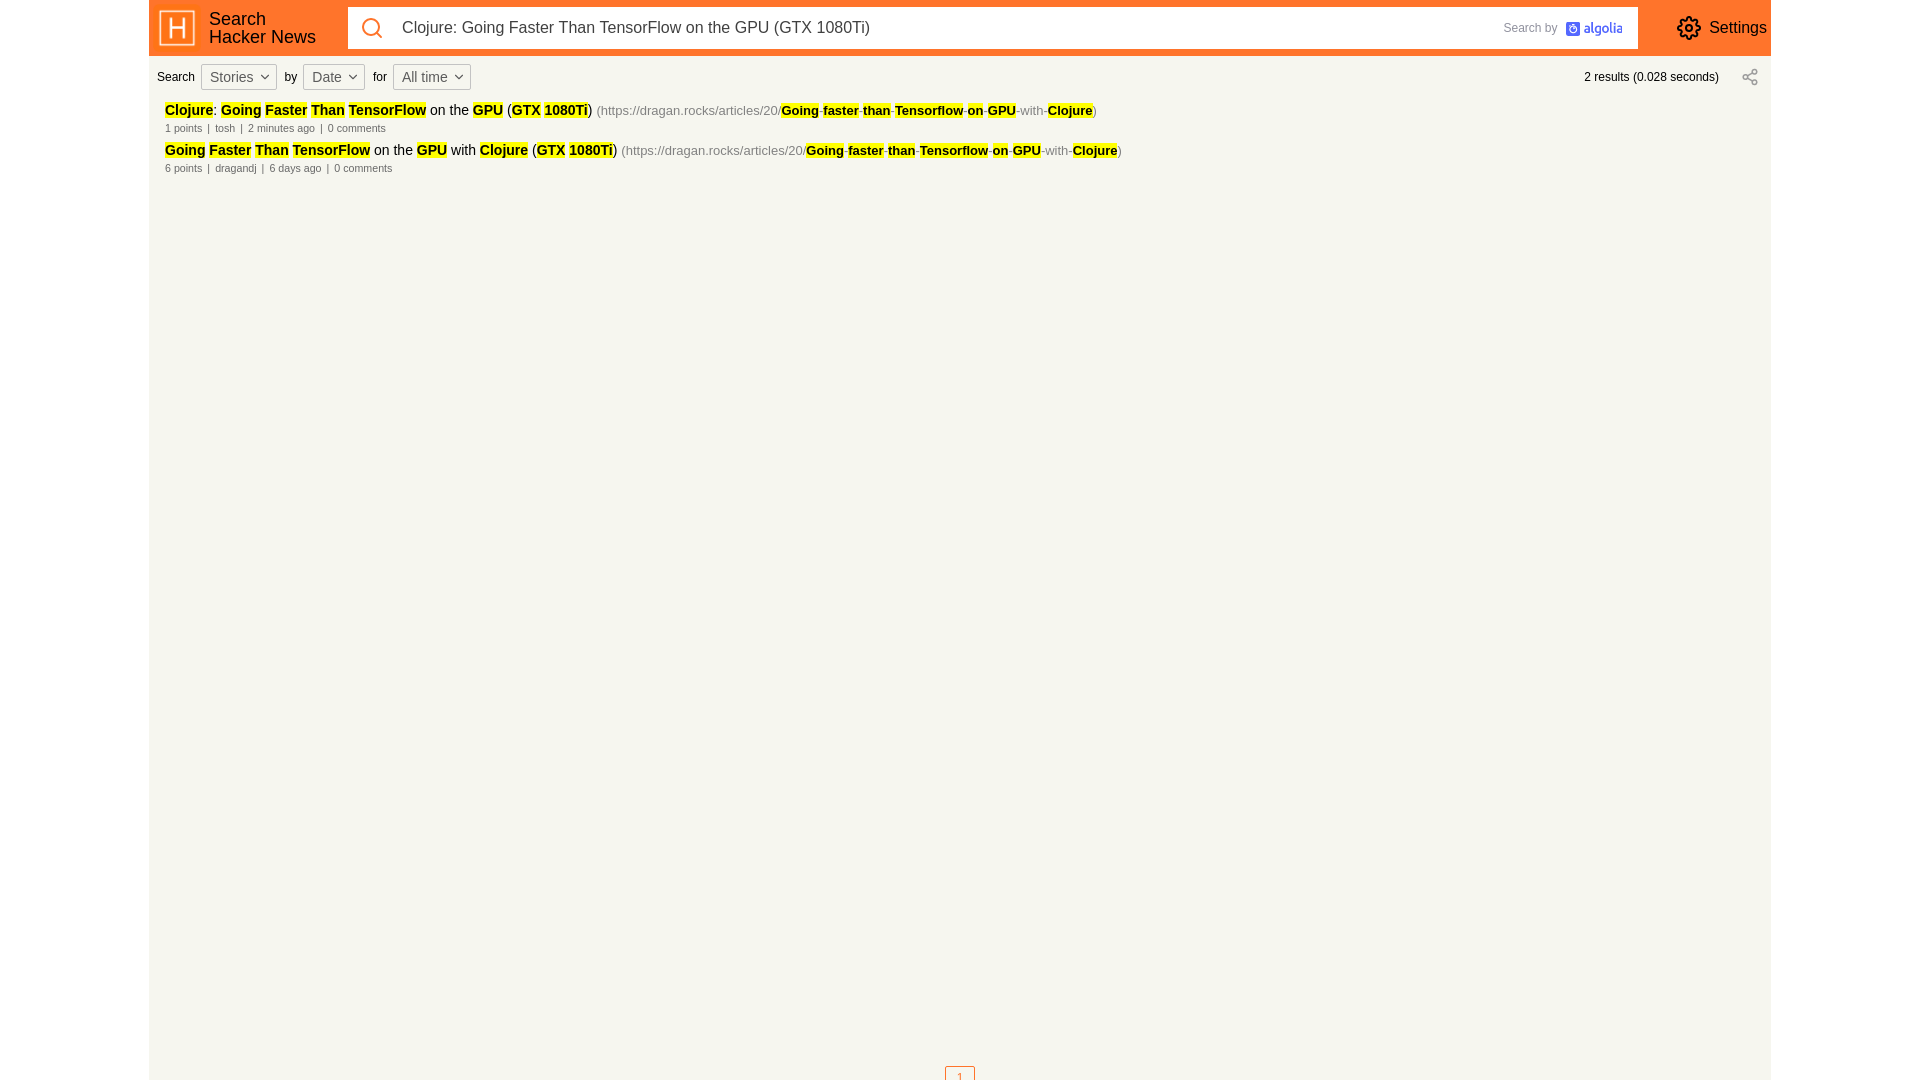 Search
Hacker News
Clojure: Going Faster Than TensorFlow on the GPU (GTX 1080Ti)
Search by algolia
Settings
Search Stories by Date for All time
2 results (0.028 seconds)
Clojure: Going Faster Than TensorFlow on the GPU (GTX 1080Ti) (https://dragan.rocks/articles/20/Going-faster-than-Tensorflow-on-GPU-with-Clojure)
1 points | tosh | 2 minutes ago | 0 comments
Going Faster Than TensorFlow on the GPU with Clojure (GTX 1080Ti) (https://dragan.rocks/articles/20/Going-faster-than-Tensorflow-on-GPU-with-Clojure)
6 points | dragandj | 6 days ago | 0 comments
1